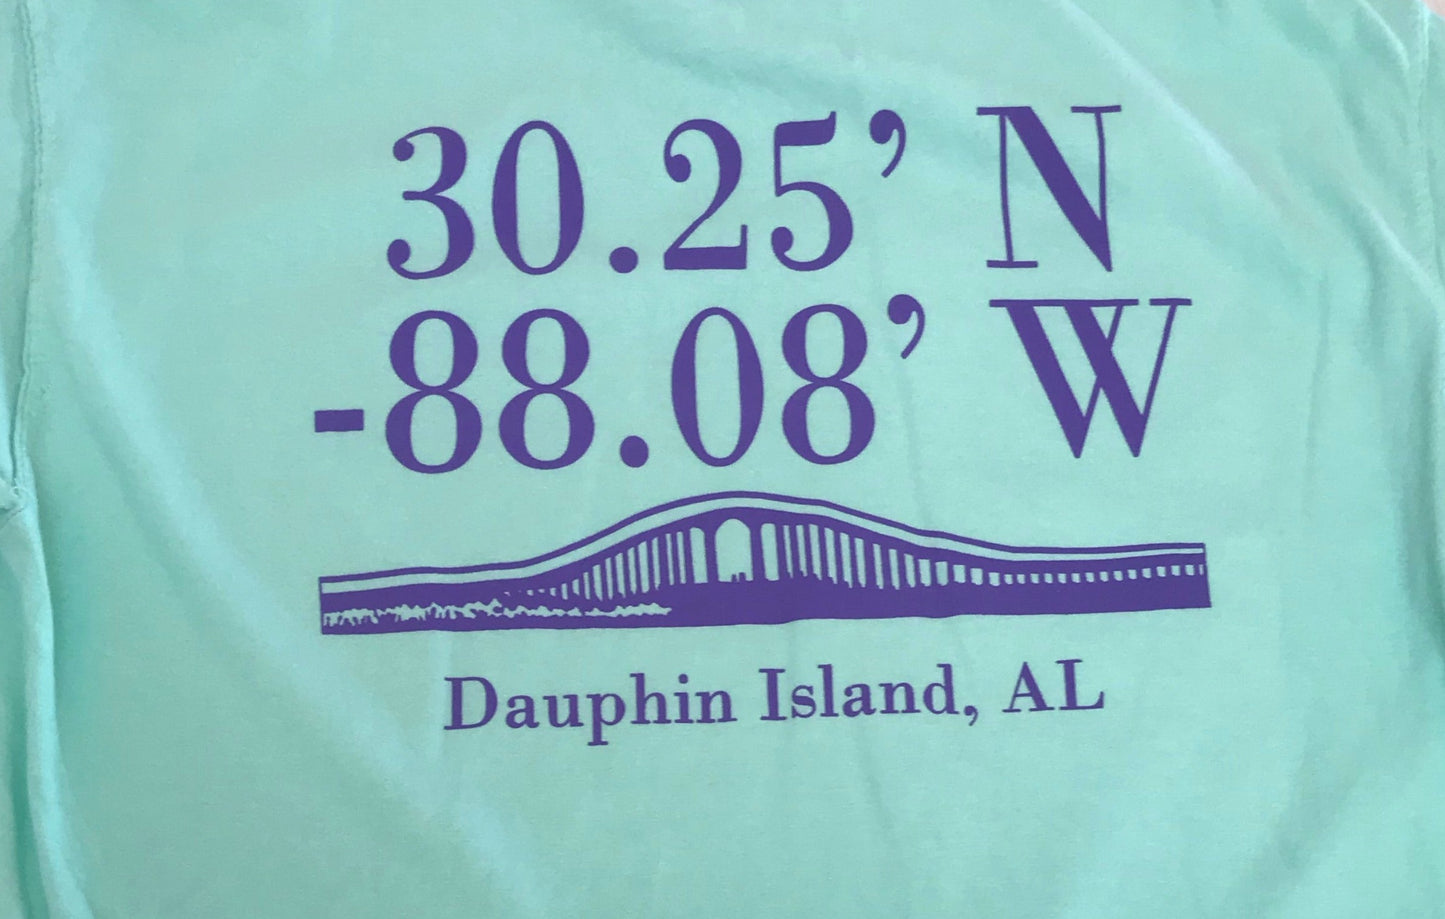 30.25’ N
-88.08’ W
Dauphin Island, AL